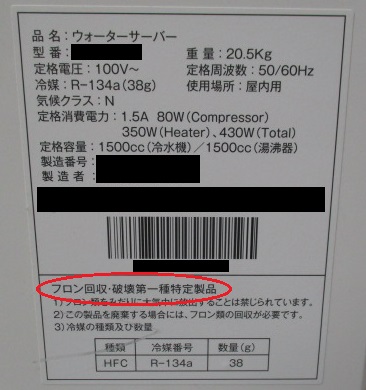 品 名：ウォーターサーバー
型 番：
重 量：20.5Kg
定格電圧：100V～
定格周波数：50/60Hz
冷媒：R-134a(38g)
使用場所：屋内用
気候クラス：N
定格消費電力：1.5A 80W(Compressor)
350W(Heater)、430W(Total)
定格容量：1500cc(冷水機)／1500cc(湯沸器)
製造番号：
製 造 者：
フロン回収・破壊第一種特定製品
1) フロン類をみだりに大気中に放出することは禁じられています。
2) この製品を廃棄する場合には、フロン類の回収が必要です。
3) 冷媒の種類及び数量
種類 冷媒番号 数量(g)
HFC R-134a 38